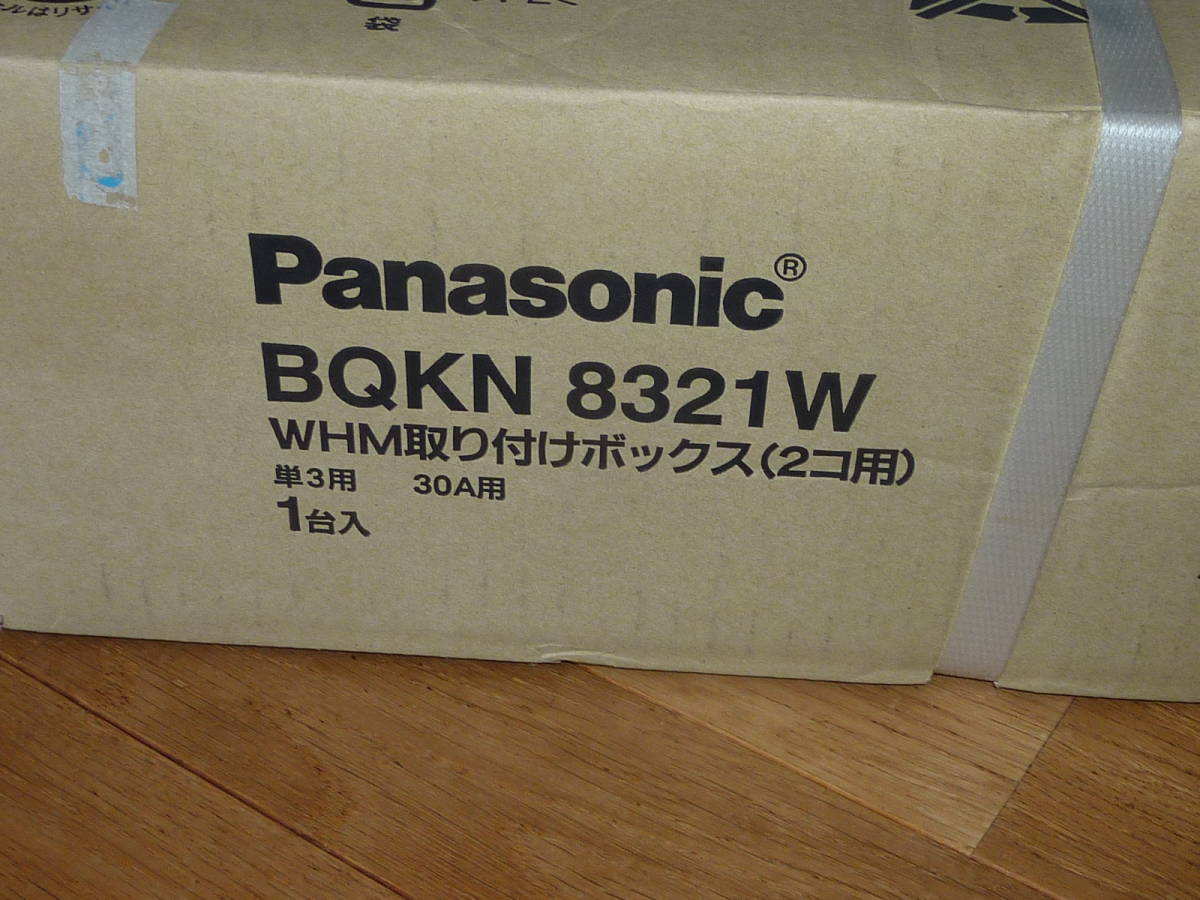 袋
Panasonic®
BQKN 8321W
WHM取り付けボックス(2コ用)
単3用 30A用
1台入